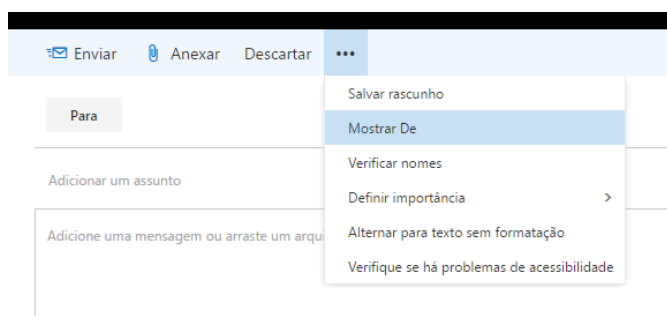 Enviar Anexar Descartar •••
Salvar rascunho
Para
Mostrar De
Verificar nomes
Adicionar um assunto
Definir importância >
Adicione uma mensagem ou arraste um arqui
Alternar para texto sem formatação
Verifique se há problemas de acessibilidade